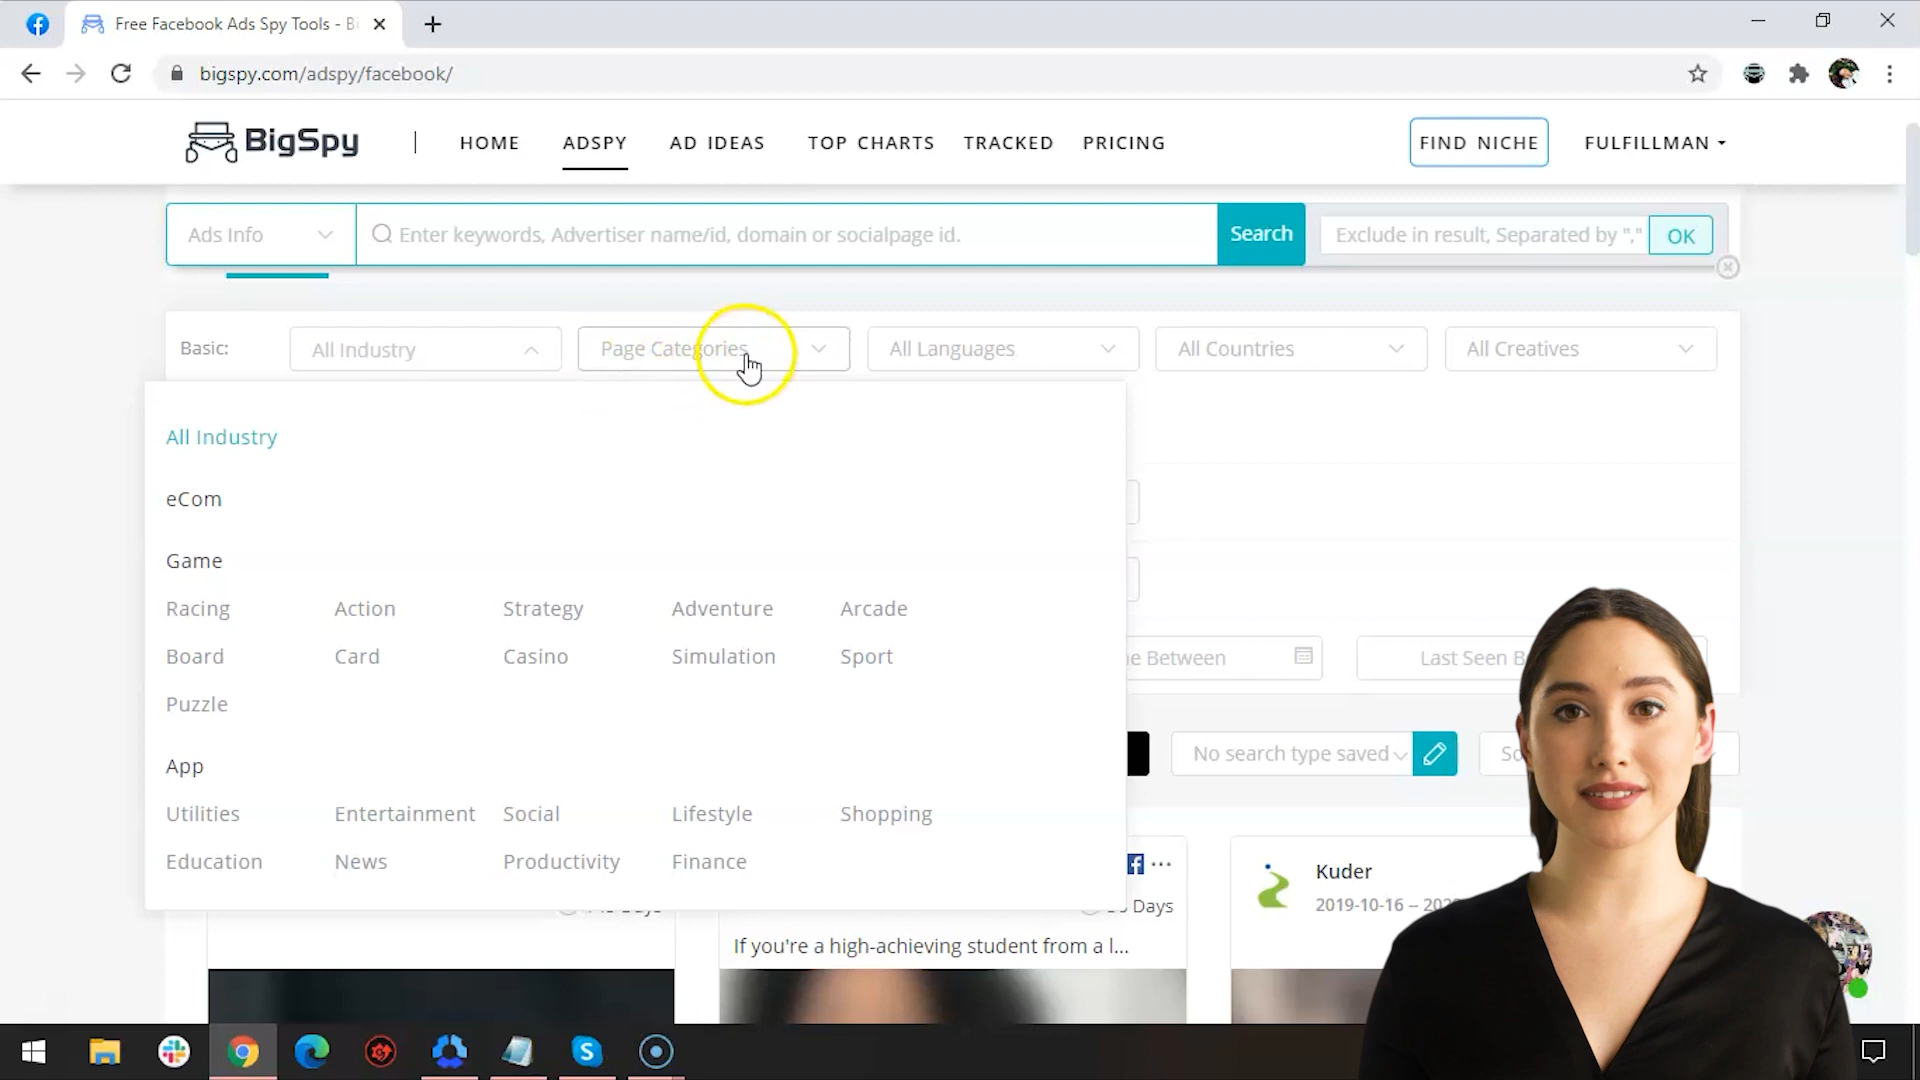 Free Facebook Ads Spy Tools - Bi
bigspy.com/adspy/facebook/
BigSpy
HOME
ADSPY
AD IDEAS
TOP CHARTS
TRACKED
PRICING
FIND NICHE
FULFILLMAN
Ads Info
Enter keywords, Advertiser name/id, domain or socialpage id.
Search
Exclude in result, Separated by ","
OK
Basic:
All Industry
Page Categories
All Languages
All Countries
All Creatives
All Industry
eCom
Game
Racing
Action
Strategy
Adventure
Arcade
Board
Card
Casino
Simulation
Sport
Puzzle
App
Utilities
Entertainment
Social
Lifestyle
Shopping
Education
News
Productivity
Finance
e Between
Last Seen B
No search type saved
So
Days
If you're a high-achieving student from a l...
Kuder
2019-10-16 -- 202